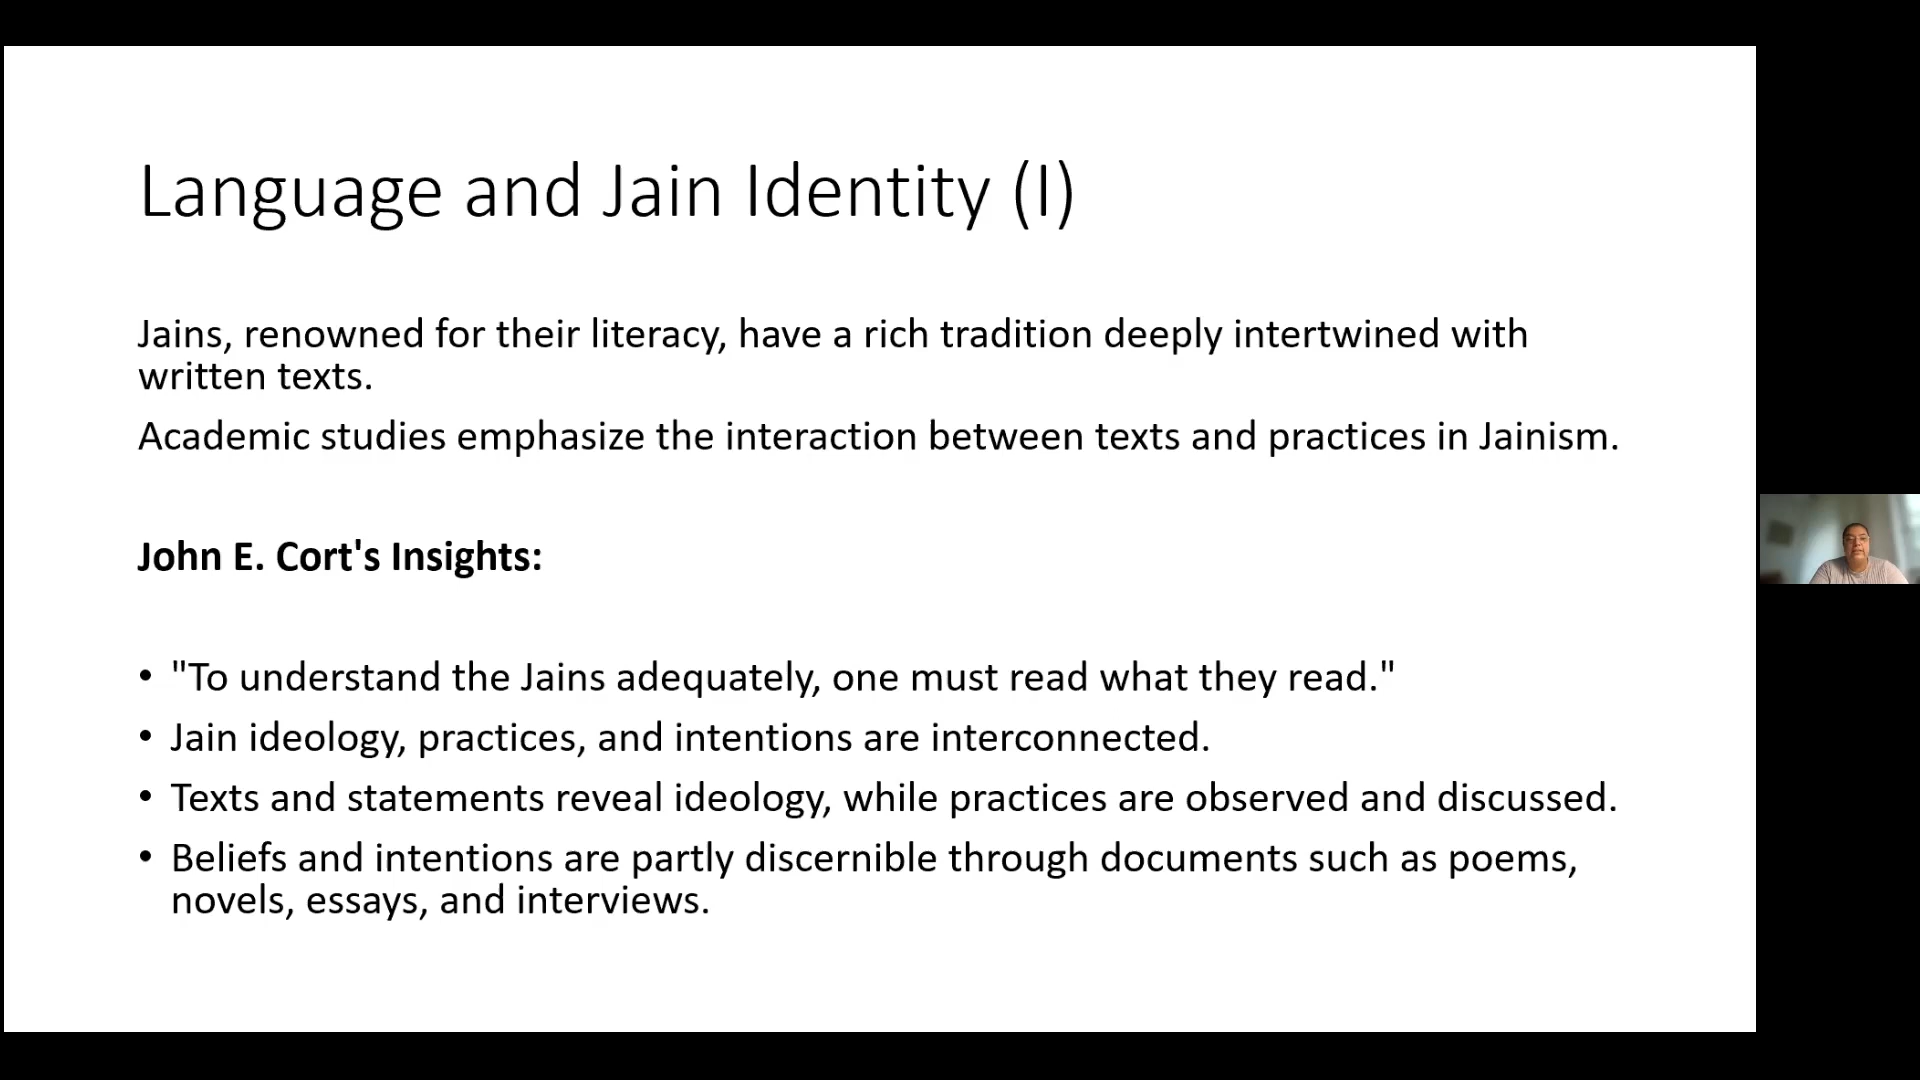 Language and Jain Identity (I)
Jains, renowned for their literacy, have a rich tradition deeply intertwined with
written texts.
Academic studies emphasize the interaction between texts and practices in Jainism.
John E. Cort's Insights:
• "To understand the Jains adequately, one must read what they read."
• Jain ideology, practices, and intentions are interconnected.
• Texts and statements reveal ideology, while practices are observed and discussed.
• Beliefs and intentions are partly discernible through documents such as poems,
novels, essays, and interviews.